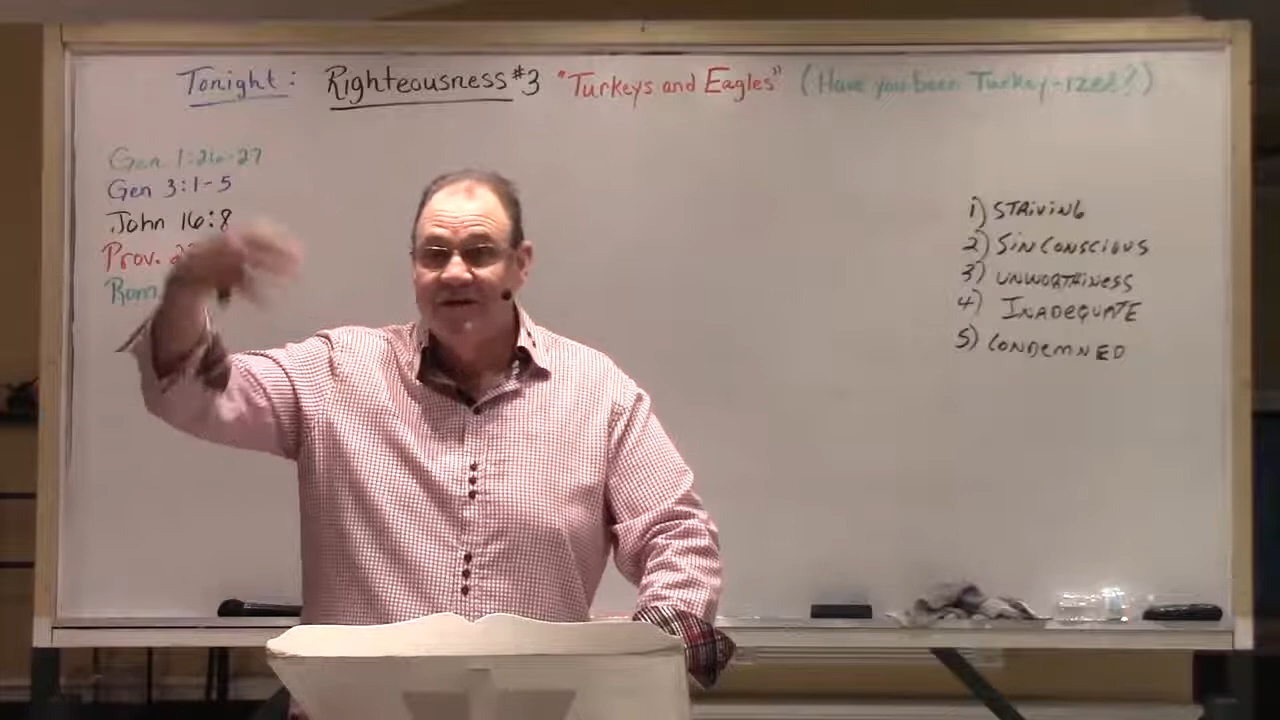 Tonight: Righteousness #3 "Turkeys and Eagles" (Have you been Turkey-ized?)
Gen 1:26-27
Gen 3:1-5
John 16:8
Prov.
Rom.
1) STRIVING
2) SIN CONSCIOUS
3) UNWORTHINESS
4) INADEQUATE
5) CONDEMNED